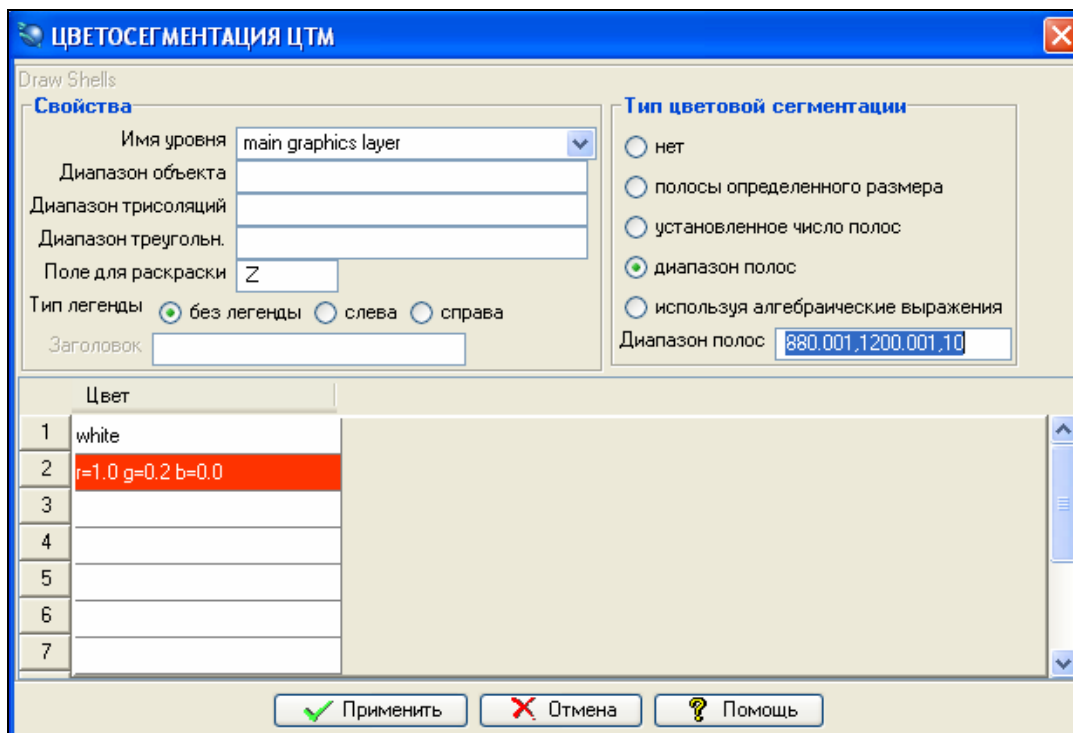 ЦВЕТОСЕГМЕНТАЦИЯ ЦТМ
Draw Shells
Свойства
Имя уровня main graphics layer
Диапазон объекта
Диапазон трисоляций
Диапазон треугольн.
Поле для раскраски Z
Тип легенды без легенды слева справа
Заголовок
Тип цветовой сегментации
нет
полосы определенного размера
установленное число полос
диапазон полос
используя алгебраические выражения
Диапазон полос 880.001,1200.001,10
Цвет
1 white
2 r=1.0 g=0.2 b=0.0
3
4
5
6
7
Применить Отмена Помощь